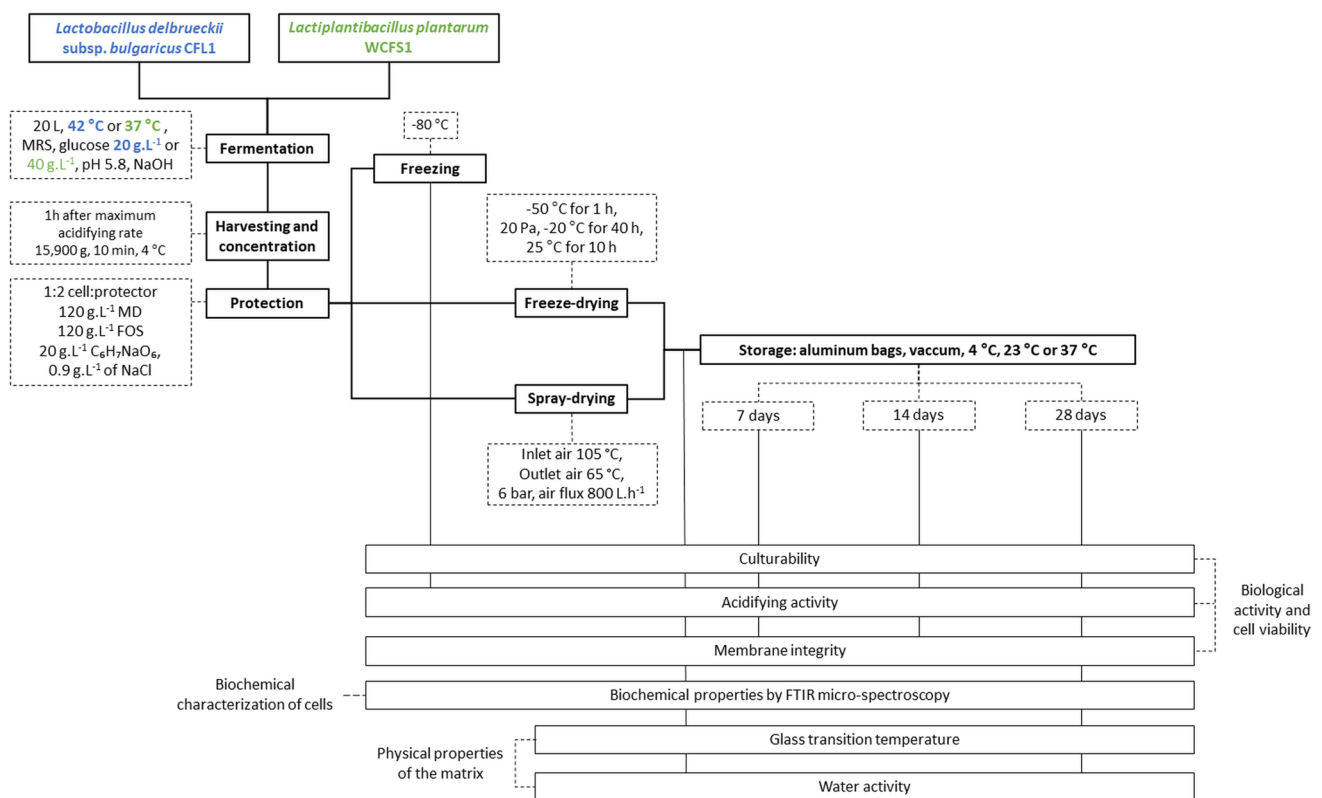 Lactobacillus delbrueckii
subsp. bulgaricus CFL1
Lactiplantibacillus plantarum
WCFS1
20 L, 42 °C or 37 °C ,
MRS, glucose 20 g.L⁻¹ or
40 g.L⁻¹, pH 5.8, NaOH
Fermentation
-80 °C
Freezing
1h after maximum
acidifying rate
15,900 g, 10 min, 4 °C
Harvesting and
concentration
-50 °C for 1 h,
20 Pa, -20 °C for 40 h,
25 °C for 10 h
1:2 cell:protector
120 g.L⁻¹ MD
120 g.L⁻¹ FOS
20 g.L⁻¹ C₆H₇NaO₆,
0.9 g.L⁻¹ of NaCl
Protection
Freeze-drying
Storage: aluminum bags, vaccum, 4 °C, 23 °C or 37 °C
Spray-drying
7 days
14 days
28 days
Inlet air 105 °C,
Outlet air 65 °C,
6 bar, air flux 800 L.h⁻¹
Culturability
Acidifying activity
Membrane integrity
Biological
activity and
cell viability
Biochemical
characterization of cells
Biochemical properties by FTIR micro-spectroscopy
Physical properties
of the matrix
Glass transition temperature
Water activity